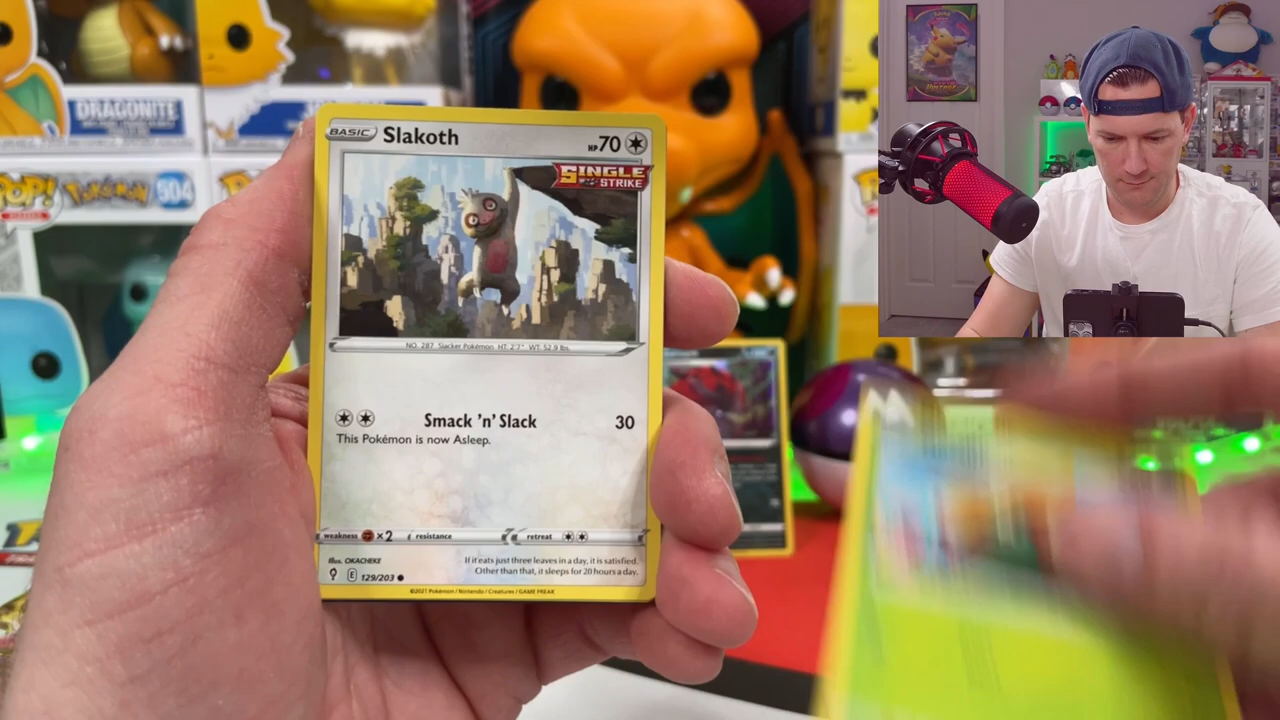 DRAGONITE
POP!
Pokémon
504
BASIC
Slakoth
HP 70
SINGLE
STRIKE
NO. 287 Slacker Pokémon HT: 2'7" WT: 52.9 lbs.
Smack 'n' Slack 30
This Pokémon is now Asleep.
weakness ×2 resistance retreat
Illus. OKACHEKE
If it eats just three leaves in a day, it is satisfied.
Other than that, it sleeps for 20 hours a day.
E 129/203
©2021 Pokémon / Nintendo / Creatures / GAME FREAK